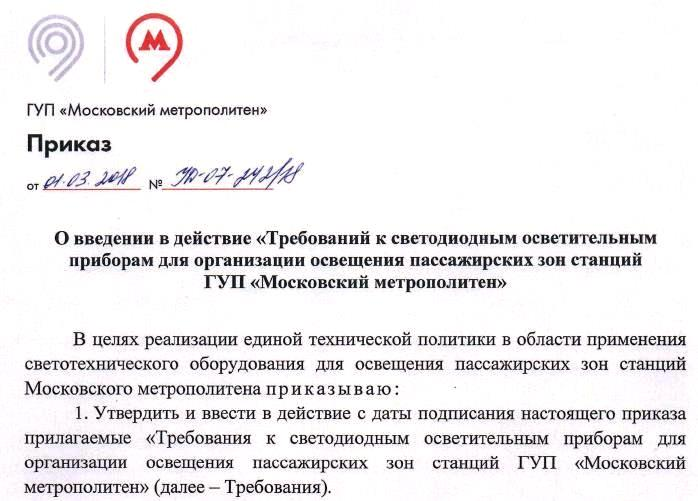 М
ГУП «Московский метрополитен»
Приказ
от 01.03.2018 № УД-07-242/18
О введении в действие «Требований к светодиодным осветительным
приборам для организации освещения пассажирских зон станций
ГУП «Московский метрополитен»
В целях реализации единой технической политики в области применения
светотехнического оборудования для освещения пассажирских зон станций
Московского метрополитена приказываю:
1. Утвердить и ввести в действие с даты подписания настоящего приказа
прилагаемые «Требования к светодиодным осветительным приборам для
организации освещения пассажирских зон станций ГУП «Московский
метрополитен» (далее – Требования).